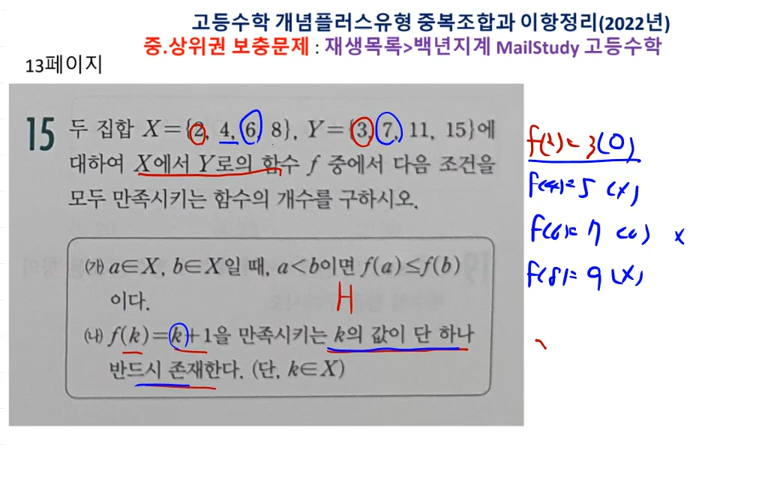 고등수학 개념플러스유형 중복조합과 이항정리(2022년)
중.상위권 보충문제 : 재생목록>백년지계 MailStudy 고등수학
13페이지
15 두 집합 X={2, 4, 6, 8}, Y={3, 7, 11, 15}에
대하여 X에서 Y로의 함수 f 중에서 다음 조건을
모두 만족시키는 함수의 개수를 구하시오.
㈎ a∈X, b∈X일 때, a<b이면 f(a)≤f(b)
이다.
H
㈏ f(k)=k+1을 만족시키는 k의 값이 단 하나
반드시 존재한다. (단, k∈X)
f(2)=3(O)
f(4)=5 (X)
f(6)=7 (o) x
f(8)=9 (X)